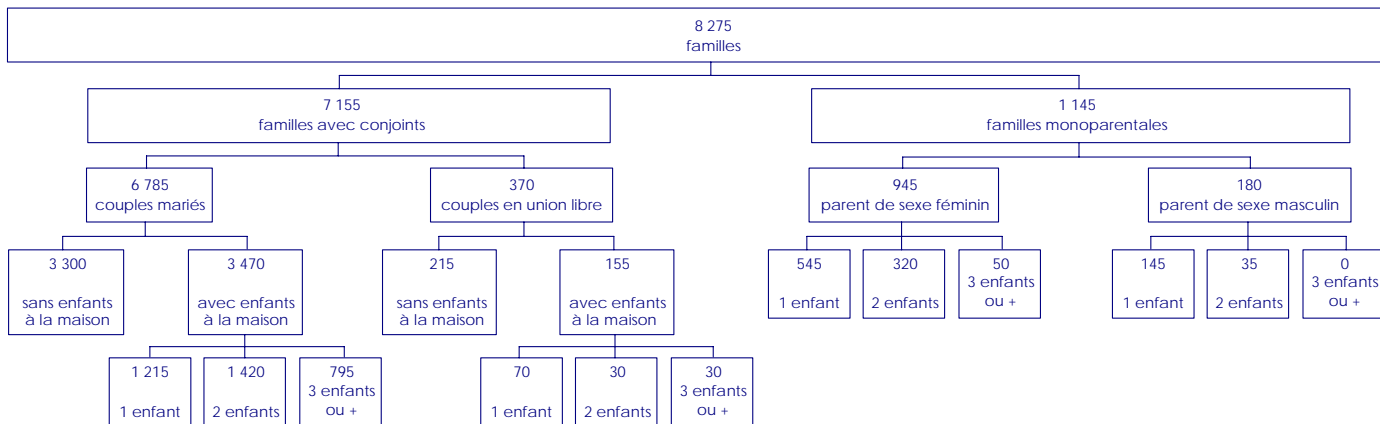 8 275
familles
7 155
familles avec conjoints
1 145
familles monoparentales
6 785
couples mariés
370
couples en union libre
945
parent de sexe féminin
180
parent de sexe masculin
3 300
sans enfants
à la maison
3 470
avec enfants
à la maison
215
sans enfants
à la maison
155
avec enfants
à la maison
545
1 enfant
320
2 enfants
50
3 enfants
ou +
145
1 enfant
35
2 enfants
0
3 enfants
ou +
1 215
1 enfant
1 420
2 enfants
795
3 enfants
ou +
70
1 enfant
30
2 enfants
30
3 enfants
ou +